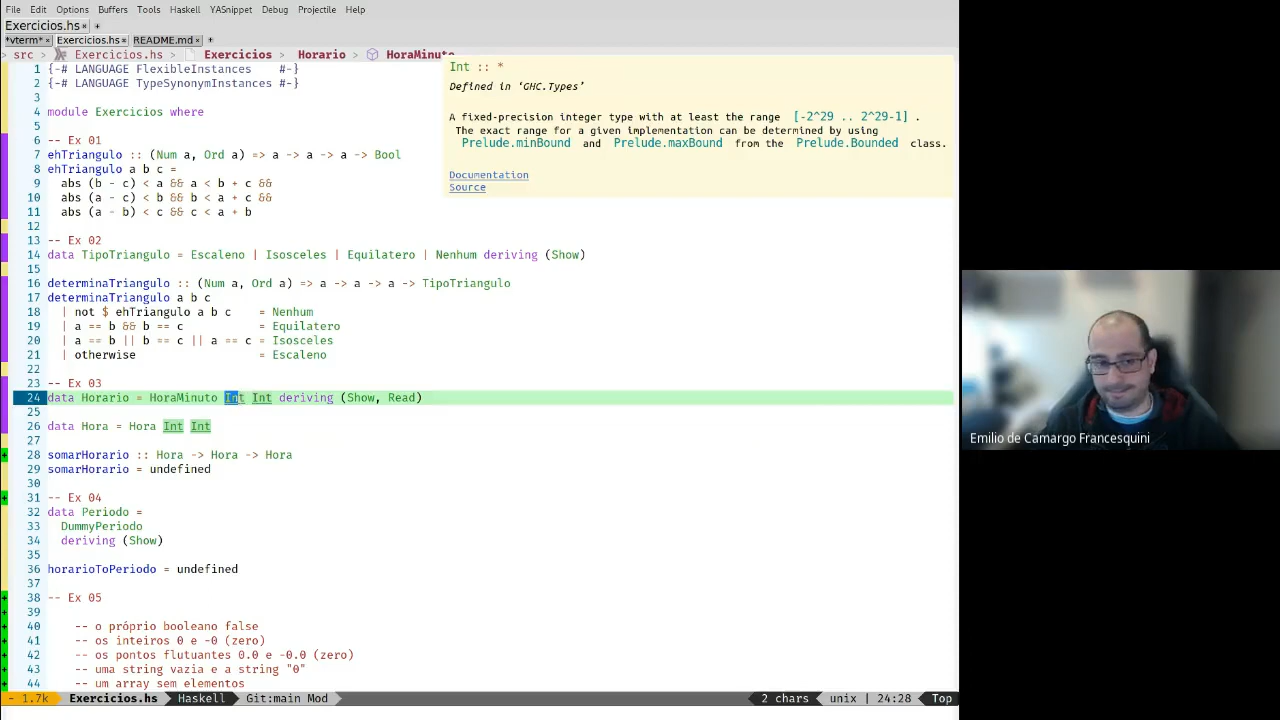 File Edit Options Buffers Tools Haskell YASnippet Debug Projectile Help
Exercicios.hs× +
*vterm*× Exercicios.hs× README.md× +
> src > Exercicios.hs > Exercicios > Horario > HoraMinuto
1 {-# LANGUAGE FlexibleInstances    #-}
2 {-# LANGUAGE TypeSynonymInstances #-}
3
4 module Exercicios where
5
6 -- Ex 01
7 ehTriangulo :: (Num a, Ord a) => a -> a -> a -> Bool
8 ehTriangulo a b c =
9   abs (b - c) < a && a < b + c &&
10   abs (a - c) < b && b < a + c &&
11   abs (a - b) < c && c < a + b
12
13 -- Ex 02
14 data TipoTriangulo = Escaleno | Isosceles | Equilatero | Nenhum deriving (Show)
15
16 determinaTriangulo :: (Num a, Ord a) => a -> a -> a -> TipoTriangulo
17 determinaTriangulo a b c
18   | not $ ehTriangulo a b c    = Nenhum
19   | a == b && b == c           = Equilatero
20   | a == b || b == c || a == c = Isosceles
21   | otherwise                  = Escaleno
22
23 -- Ex 03
24 data Horario = HoraMinuto Int Int deriving (Show, Read)
25
26 data Hora = Hora Int Int
27
28 somarHorario :: Hora -> Hora -> Hora
29 somarHorario = undefined
30
31 -- Ex 04
32 data Periodo =
33   DummyPeriodo
34   deriving (Show)
35
36 horarioToPeriodo = undefined
37
38 -- Ex 05
39
40     -- o próprio booleano false
41     -- os inteiros 0 e -0 (zero)
42     -- os pontos flutuantes 0.0 e -0.0 (zero)
43     -- uma string vazia e a string "0"
44     -- um array sem elementos
Int :: *
Defined in ‘GHC.Types’
A fixed-precision integer type with at least the range [-2^29 .. 2^29-1] .
The exact range for a given implementation can be determined by using
Prelude.minBound and Prelude.maxBound from the Prelude.Bounded class.
Documentation
Source
- 1.7k Exercicios.hs Haskell Git:main Mod 2 chars unix | 24:28 Top
Emilio de Camargo Francesquini